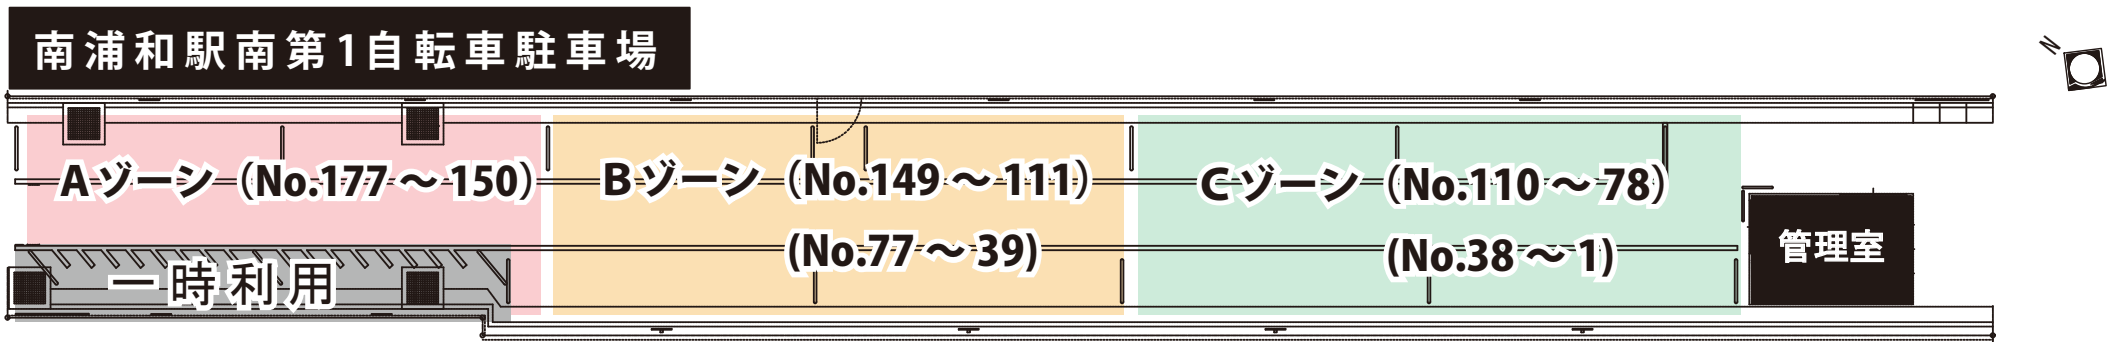 南浦和駅南第1自転車駐車場
N
Aゾーン（No.177～150）
Bゾーン（No.149～111）
(No.77～39)
Cゾーン（No.110～78）
(No.38～1)
一時利用
管理室